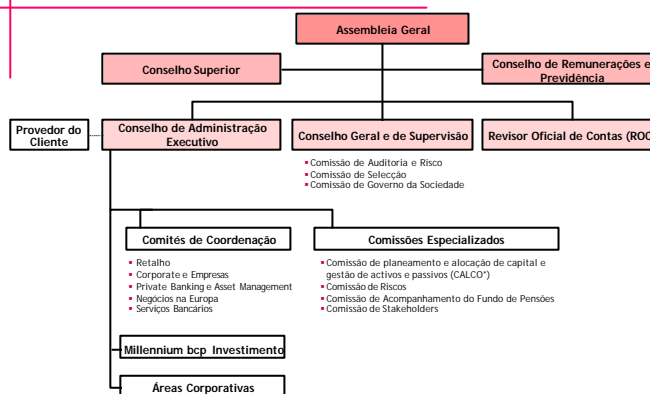 Assembleia Geral
Conselho Superior
Conselho de Remunerações e
Previdência
Provedor do
Cliente
Conselho de Administração
Executivo
Conselho Geral e de Supervisão
Revisor Oficial de Contas (ROC
Comissão de Auditoria e Risco
Comissão de Selecção
Comissão de Governo da Sociedade
Comités de Coordenação
Retalho
Corporate e Empresas
Private Banking e Asset Management
Negócios na Europa
Serviços Bancários
Comissões Especializados
Comissão de planeamento e alocação de capital e
gestão de activos e passivos (CALCO*)
Comissão de Riscos
Comissão de Acompanhamento do Fundo de Pensões
Comissão de Stakeholders
Millennium bcp Investimento
Áreas Corporativas